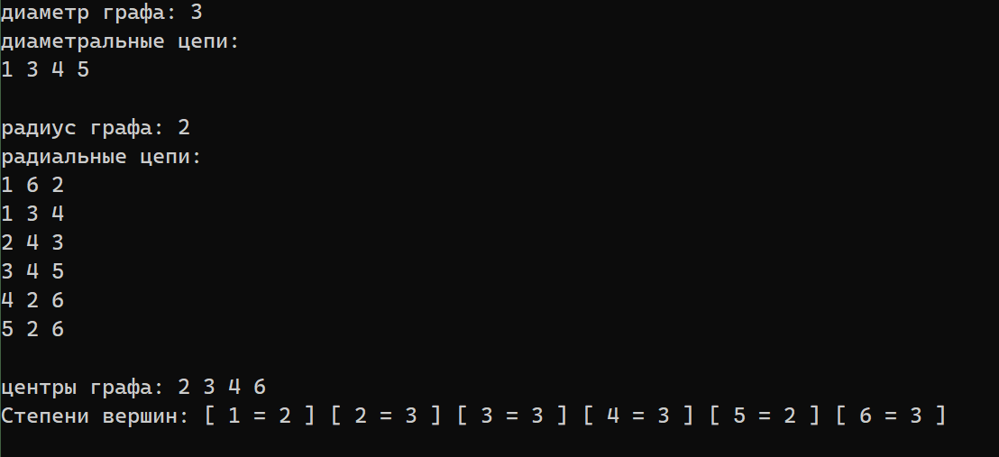 диаметр графа: 3
диаметральные цепи:
1 3 4 5
радиус графа: 2
радиальные цепи:
1 6 2
1 3 4
2 4 3
3 4 5
4 2 6
5 2 6
центры графа: 2 3 4 6
Степени вершин: [ 1 = 2 ] [ 2 = 3 ] [ 3 = 3 ] [ 4 = 3 ] [ 5 = 2 ] [ 6 = 3 ]